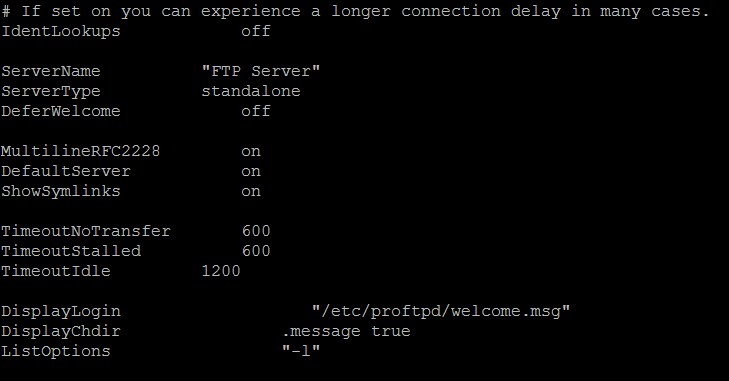 # If set on you can experience a longer connection delay in many cases.
IdentLookups off
ServerName "FTP Server"
ServerType standalone
DeferWelcome off
MultilineRFC2228 on
DefaultServer on
ShowSymlinks on
TimeoutNoTransfer 600
TimeoutStalled 600
TimeoutIdle 1200
DisplayLogin "/etc/proftpd/welcome.msg"
DisplayChdir .message true
ListOptions "-l"